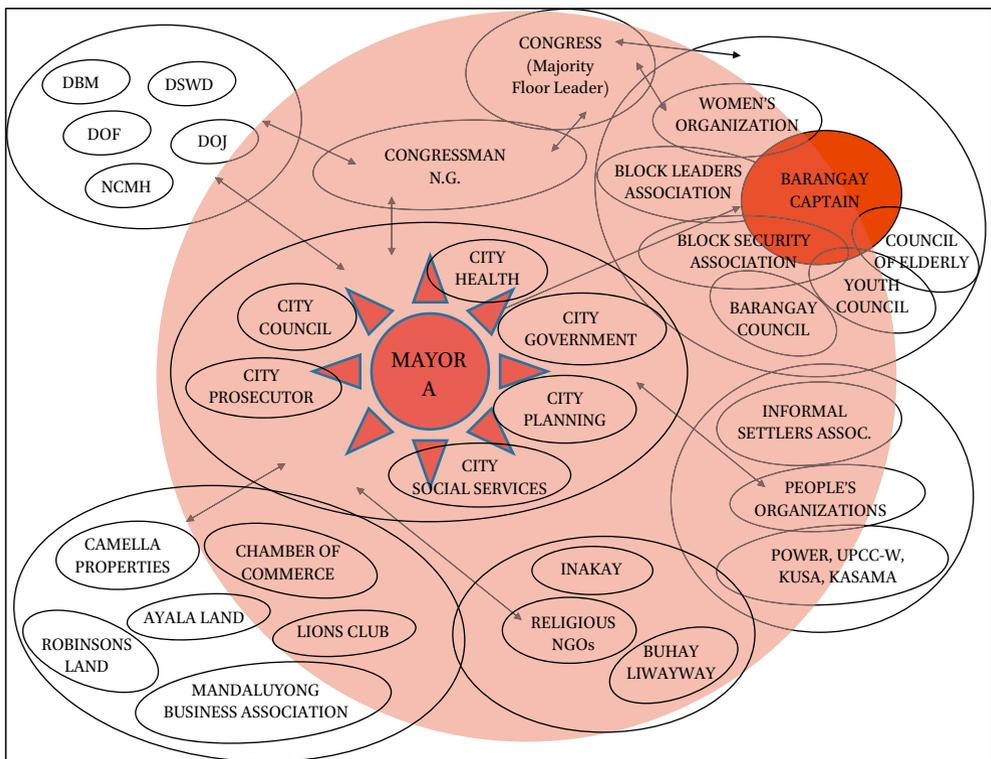 DBM
DSWD
DOF
DOJ
NCMH
CONGRESS
(Majority
Floor Leader)
CONGRESSMAN
N.G.
WOMEN'S
ORGANIZATION
BLOCK LEADERS
ASSOCIATION
BARANGAY
CAPTAIN
BLOCK SECURITY
ASSOCIATION
COUNCIL
OF ELDERLY
YOUTH
COUNCIL
BARANGAY
COUNCIL
CITY
HEALTH
CITY
COUNCIL
CITY
GOVERNMENT
MAYOR
A
CITY
PROSECUTOR
CITY
PLANNING
CITY
SOCIAL SERVICES
INFORMAL
SETTLERS ASSOC.
PEOPLE'S
ORGANIZATIONS
POWER, UPCC-W,
KUSA, KASAMA
CAMELLA
PROPERTIES
CHAMBER OF
COMMERCE
AYALA LAND
LIONS CLUB
ROBINSONS
LAND
MANDALUYONG
BUSINESS ASSOCIATION
INAKAY
RELIGIOUS
NGOs
BUHAY
LIWAYWAY